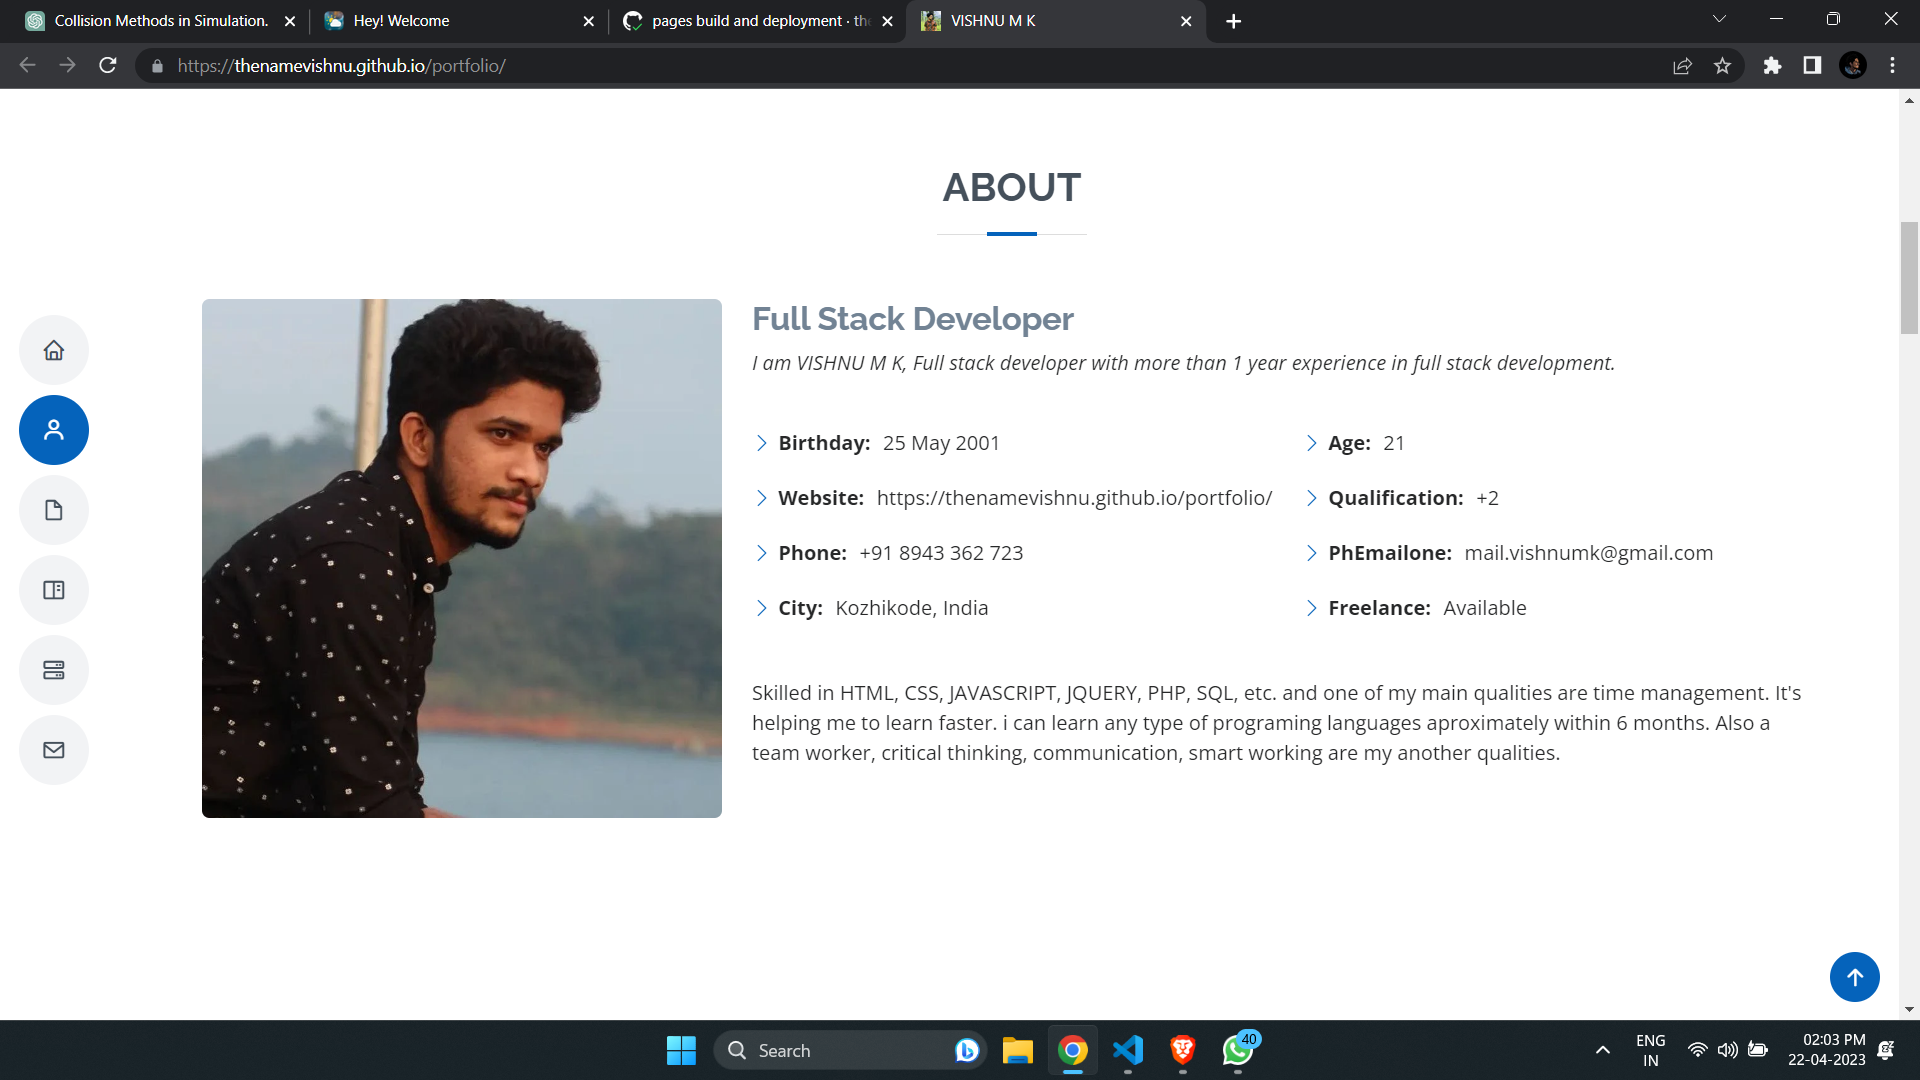 Collision Methods in Simulation.
Hey! Welcome
pages build and deployment · the
VISHNU M K
https://thenamevishnu.github.io/portfolio/
ABOUT
Full Stack Developer
I am VISHNU M K, Full stack developer with more than 1 year experience in full stack development.
Birthday: 25 May 2001
Age: 21
Website: https://thenamevishnu.github.io/portfolio/
Qualification: +2
Phone: +91 8943 362 723
PhEmailone: mail.vishnumk@gmail.com
City: Kozhikode, India
Freelance: Available
Skilled in HTML, CSS, JAVASCRIPT, JQUERY, PHP, SQL, etc. and one of my main qualities are time management. It's
helping me to learn faster. i can learn any type of programing languages aproximately within 6 months. Also a
team worker, critical thinking, communication, smart working are my another qualities.
Search
40
ENG
IN
02:03 PM
22-04-2023